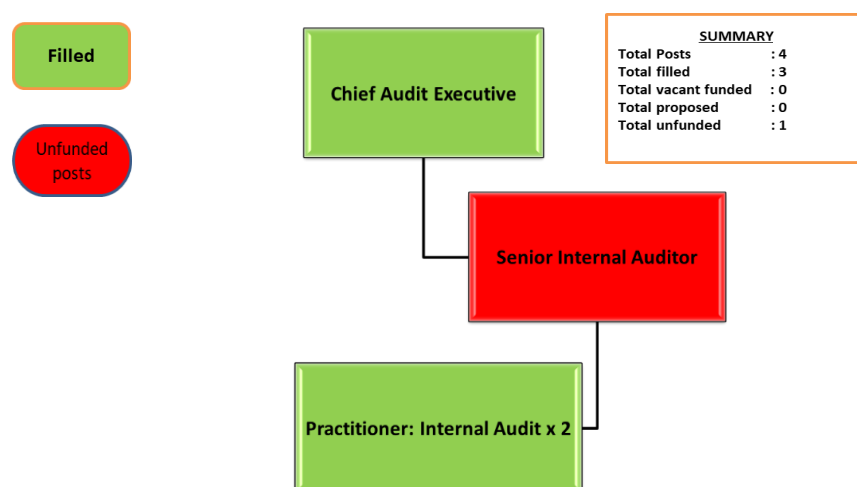 Filled
Unfunded
posts
Chief Audit Executive
SUMMARY
Total Posts : 4
Total filled : 3
Total vacant funded : 0
Total proposed : 0
Total unfunded : 1
Senior Internal Auditor
Practitioner: Internal Audit x 2